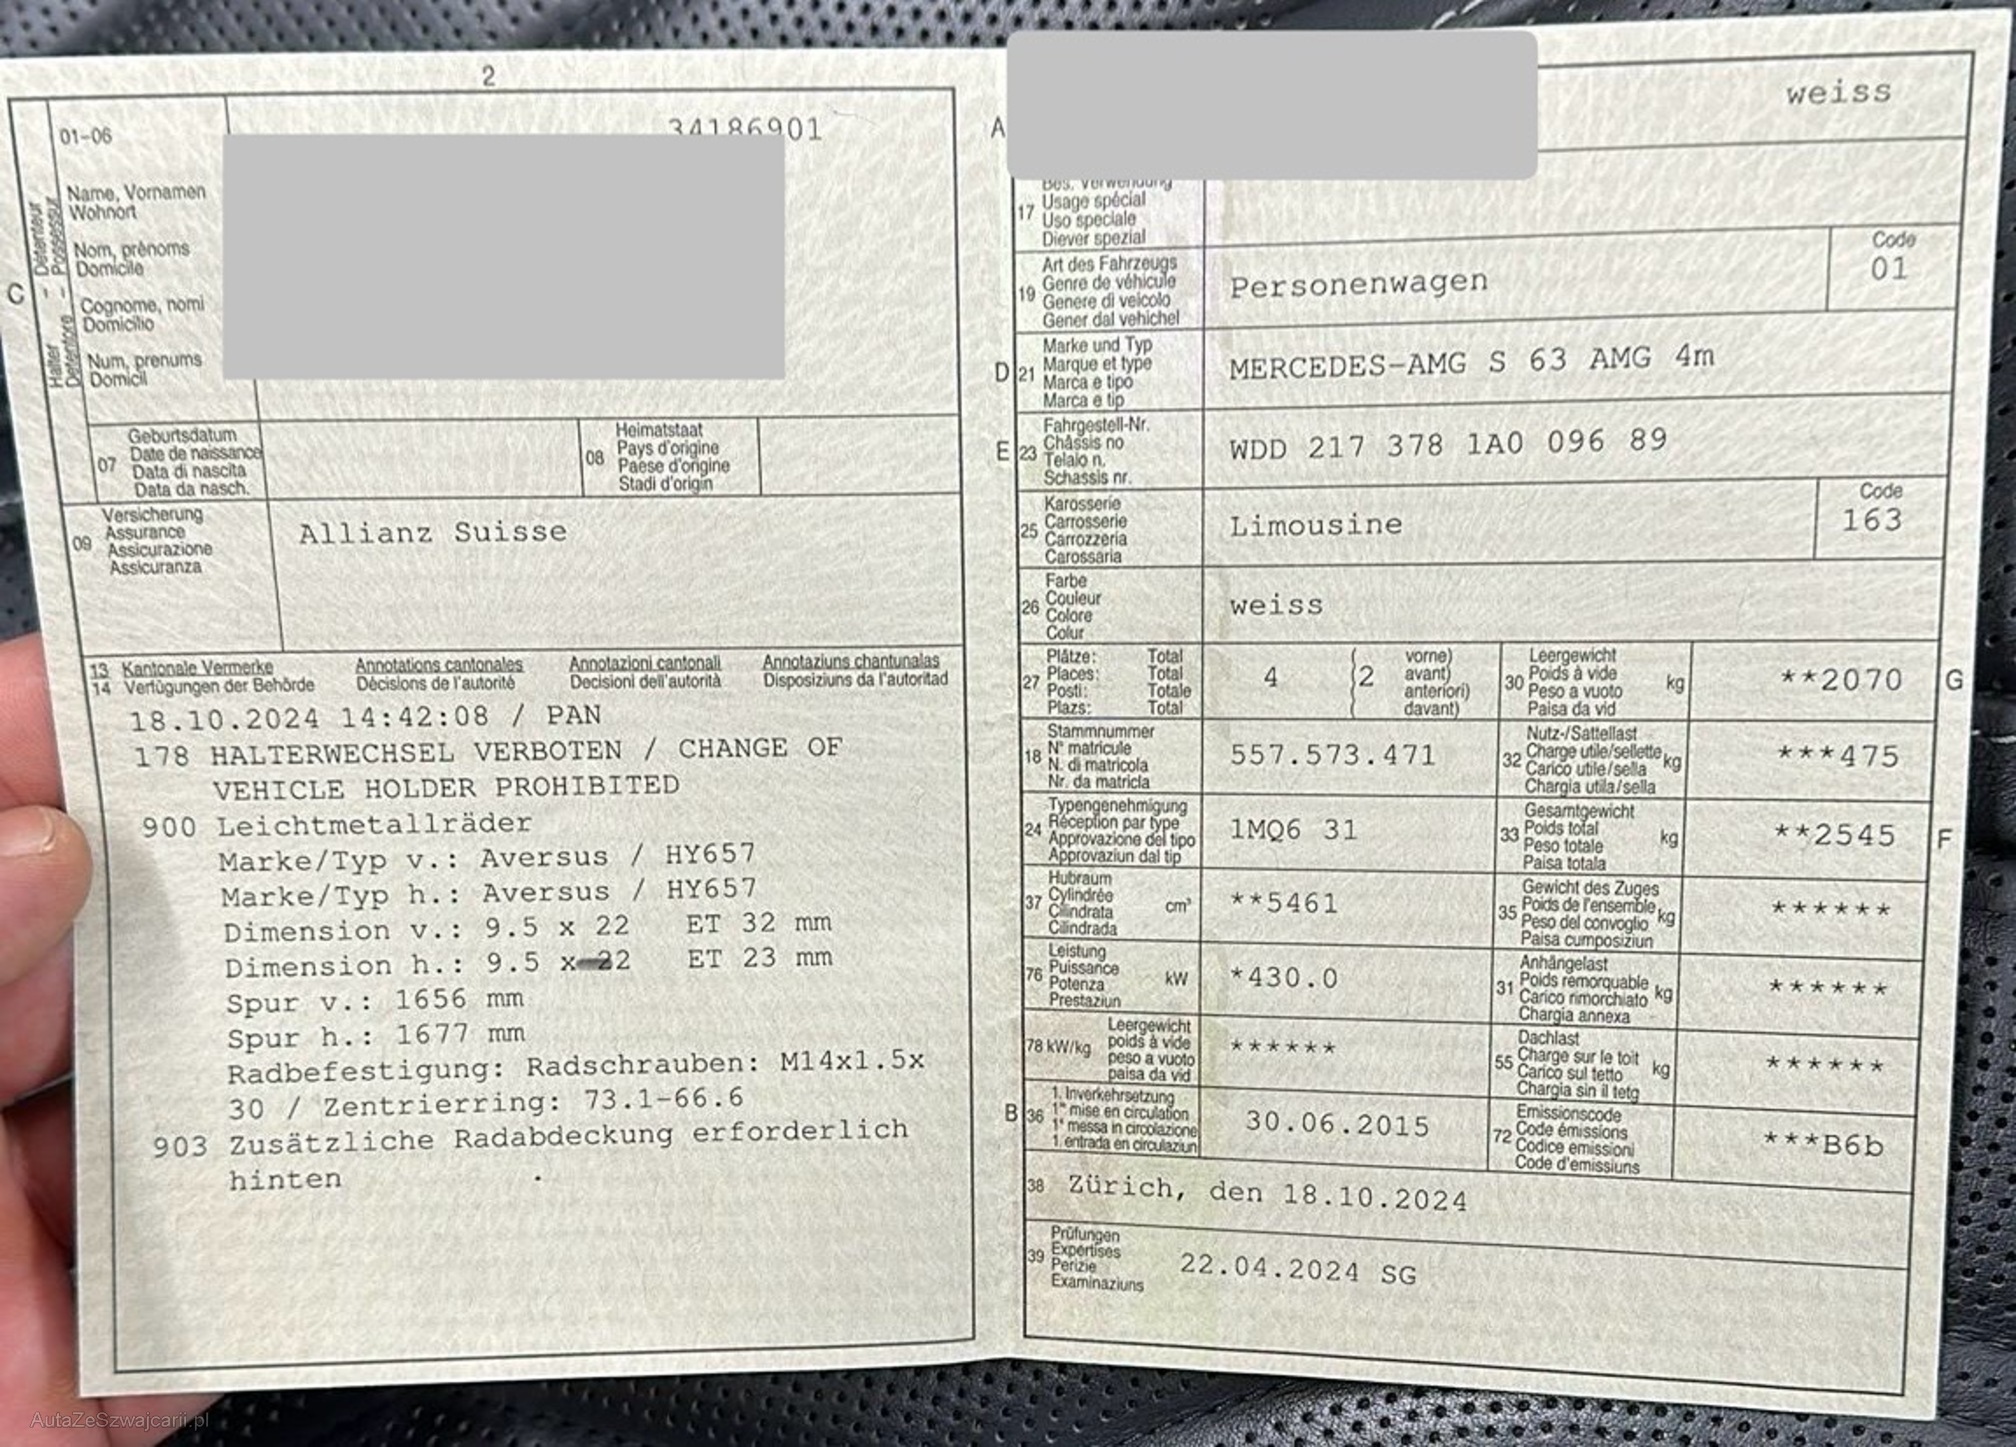 2
01-06
34186901
C
Halter - Détenteur
Detentore - Possessur
Name, Vornamen
Wohnort
Nom, prénoms
Domicile
Cognome, nomi
Domicilio
Num, prenums
Domicil
07
Geburtsdatum
Date de naissance
Data di nascita
Data da nasch.
08
Heimatstaat
Pays d'origine
Paese d'origine
Stadi d'origin
09
Versicherung
Assurance
Assicurazione
Assicuranza
Allianz Suisse
13 Kantonale Vermerke Annotations cantonales Annotazioni cantonali Annotaziuns chantunalas
14 Verfügungen der Behörde Décisions de l'autorité Decisioni dell'autorità Disposiziuns da l'autoritad
18.10.2024 14:42:08 / PAN
178 HALTERWECHSEL VERBOTEN / CHANGE OF
VEHICLE HOLDER PROHIBITED
900 Leichtmetallräder
Marke/Typ v.: Aversus / HY657
Marke/Typ h.: Aversus / HY657
Dimension v.: 9.5 x 22 ET 32 mm
Dimension h.: 9.5 x 22 ET 23 mm
Spur v.: 1656 mm
Spur h.: 1677 mm
Radbefestigung: Radschrauben: M14x1.5x
30 / Zentrierring: 73.1-66.6
903 Zusätzliche Radabdeckung erforderlich
hinten
A
weiss
17
Bes. Verwendung
Usage spécial
Uso speciale
Diever spezial
19
Art des Fahrzeugs
Genre de véhicule
Genere di veicolo
Gener dal vehichel
Personenwagen
Code
01
D 21
Marke und Typ
Marque et type
Marca e tipo
Marca e tip
MERCEDES-AMG S 63 AMG 4m
E 23
Fahrgestell-Nr.
Châssis no
Telaio n.
Schassis nr.
WDD 217 378 1A0 096 89
25
Karosserie
Carrosserie
Carrozzeria
Carossaria
Limousine
Code
163
26
Farbe
Couleur
Colore
Colur
weiss
27
Plätze: Total
Places: Total
Posti: Totale
Plazs: Total
4 (2
vorne)
avant)
anteriori)
davant)
30
Leergewicht
Poids à vide
Peso a vuoto
Paisa da vid
kg
**2070
G
18
Stammnummer
N° matricule
N. di matricola
Nr. da matricla
557.573.471
32
Nutz-/Sattellast
Charge utile/sellette
Carico utile/sella
Chargia utila/sella
kg
***475
24
Typengenehmigung
Réception par type
Approvazione del tipo
Approvaziun dal tip
1MQ6 31
33
Gesamtgewicht
Poids total
Peso totale
Paisa totala
kg
**2545
F
37
Hubraum
Cylindrée
Cilindrata
Cilindrada
cm³
**5461
35
Gewicht des Zuges
Poids de l'ensemble
Peso del convoglio
Paisa cumposiziun
kg
******
76
Leistung
Puissance
Potenza
Prestaziun
kW
*430.0
31
Anhängelast
Poids remorquable
Carico rimorchiato
Chargia annexa
kg
******
78 kW/kg
Leergewicht
poids à vide
peso a vuoto
paisa da vid
******
55
Dachlast
Charge sur le toit
Carico sul tetto
Chargia sin il tetg
kg
******
B 36
1. Inverkehrsetzung
1re mise en circulation
1a messa in circolazione
1. entrada en circulaziun
30.06.2015
72
Emissionscode
Code émissions
Codice emissioni
Code d'emissiuns
***B6b
38 Zürich, den 18.10.2024
39
Prüfungen
Expertises
Perizie
Examinaziuns
22.04.2024 SG
AutaZeSzwajcarii.pl